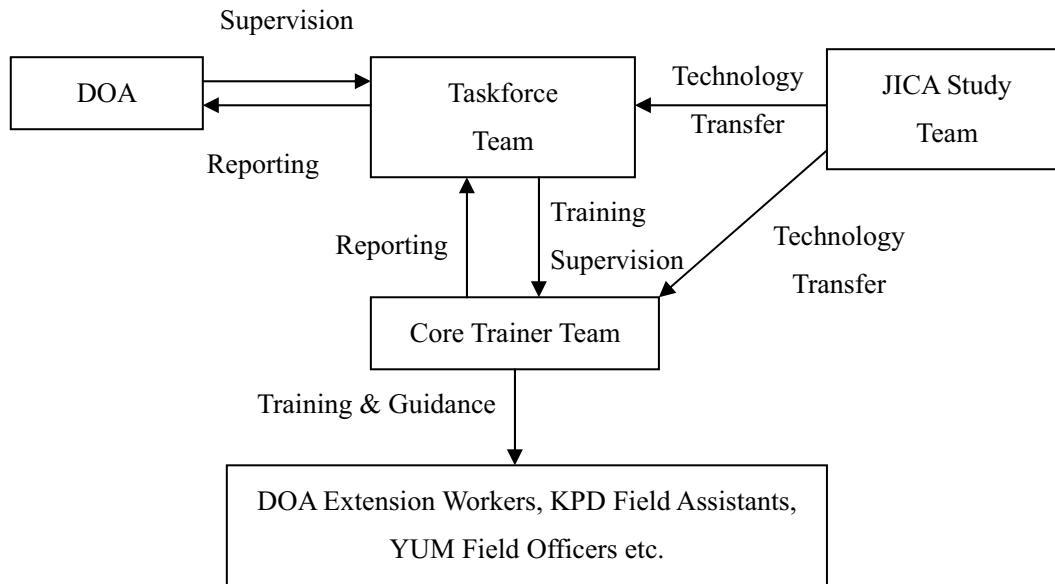 Supervision
DOA
Reporting
Taskforce
Team
Technology
Transfer
JICA Study
Team
Reporting
Training
Supervision
Technology
Transfer
Core Trainer Team
Training & Guidance
DOA Extension Workers, KPD Field Assistants,
YUM Field Officers etc.